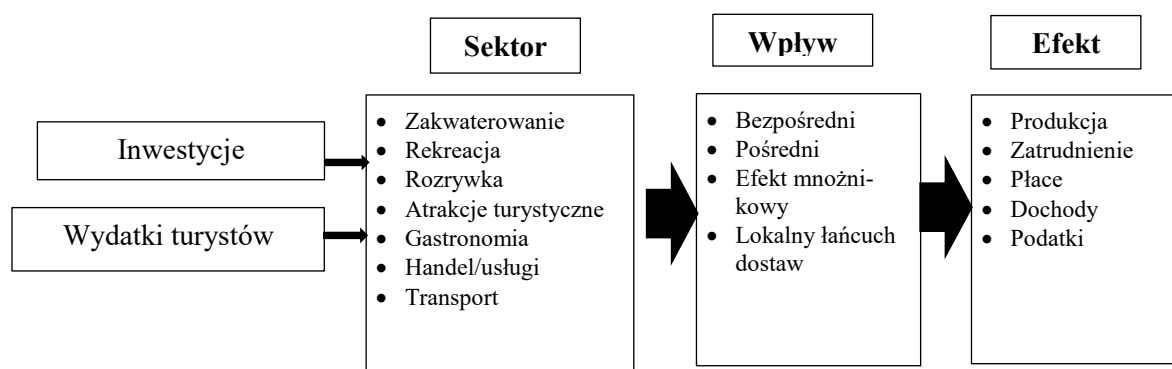 Sektor
Wpływ
Efekt
Inwestycje
Wydatki turystów
• Zakwaterowanie
• Rekreacja
• Rozrywka
• Atrakcje turystyczne
• Gastronomia
• Handel/usługi
• Transport
• Bezpośredni
• Pośredni
• Efekt mnożni-
kowy
• Lokalny łańcuch
dostaw
• Produkcja
• Zatrudnienie
• Płace
• Dochody
• Podatki